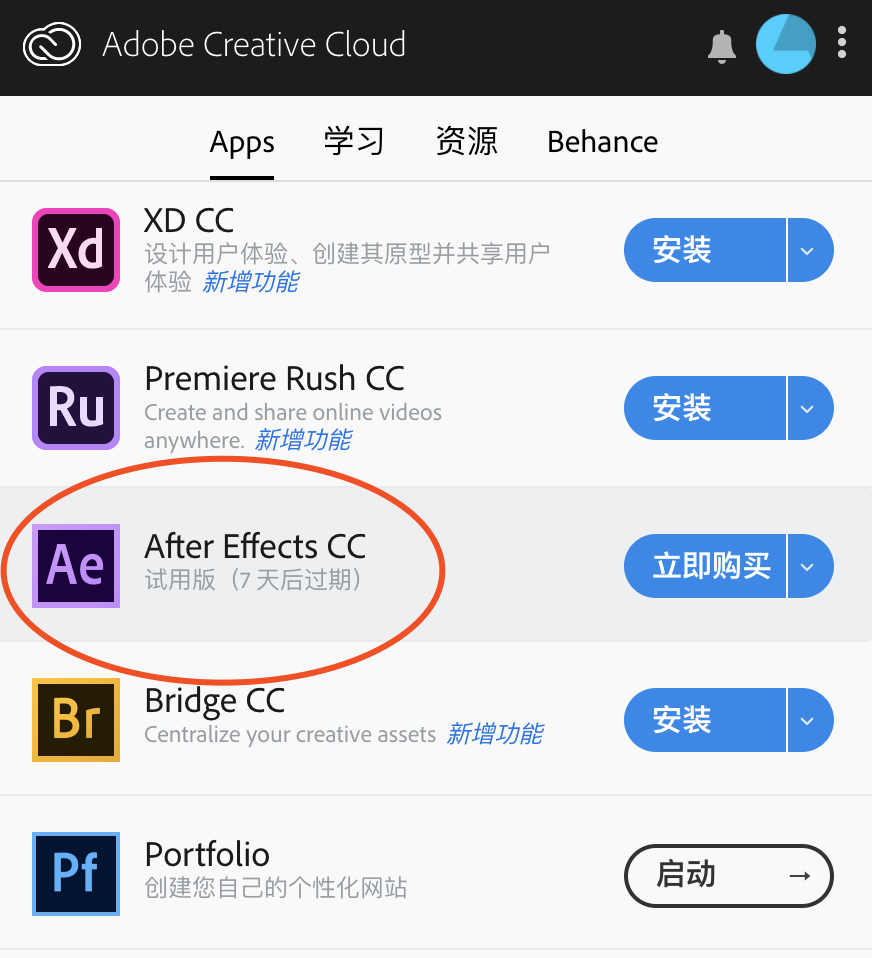 Adobe Creative Cloud
Apps 学习 资源 Behance
Xd
XD CC
设计用户体验、创建其原型并共享用户
体验 新增功能
安装
Ru
Premiere Rush CC
Create and share online videos
anywhere. 新增功能
安装
Ae
After Effects CC
试用版（7 天后过期）
立即购买
Br
Bridge CC
Centralize your creative assets 新增功能
安装
Pf
Portfolio
创建您自己的个性化网站
启动 →